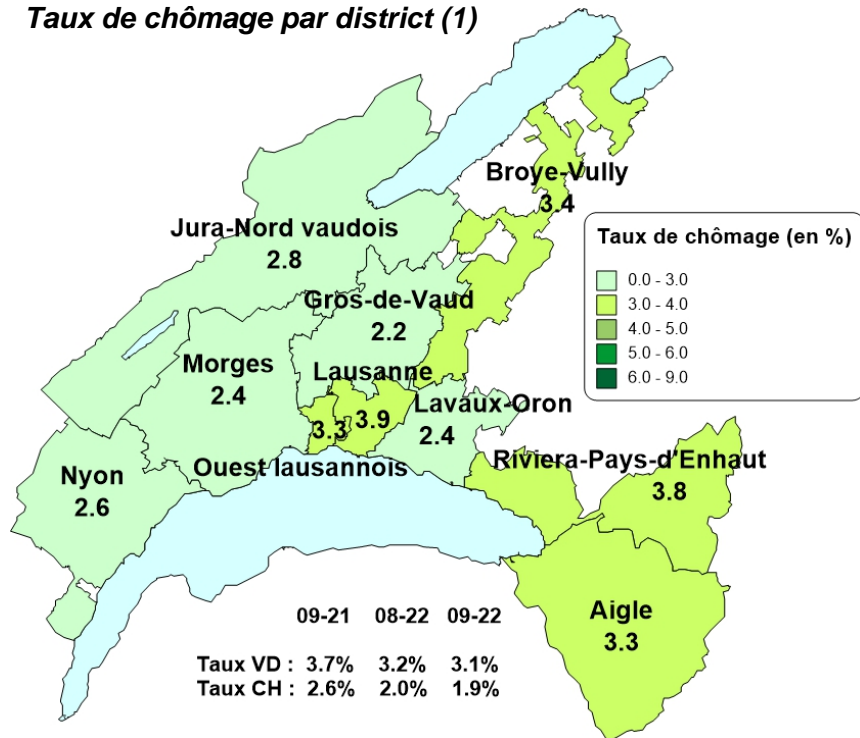 Taux de chômage par district (1)
Broye-Vully
3.4
Jura-Nord vaudois
2.8
Taux de chômage (en %)
0.0 - 3.0
3.0 - 4.0
4.0 - 5.0
5.0 - 6.0
6.0 - 9.0
Gros-de-Vaud
2.2
Morges
2.4
Lausanne
3.9
3.3
Lavaux-Oron
2.4
Ouest lausannois
Riviera-Pays-d'Enhaut
3.8
Nyon
2.6
Aigle
3.3
09-21 08-22 09-22
Taux VD : 3.7% 3.2% 3.1%
Taux CH : 2.6% 2.0% 1.9%